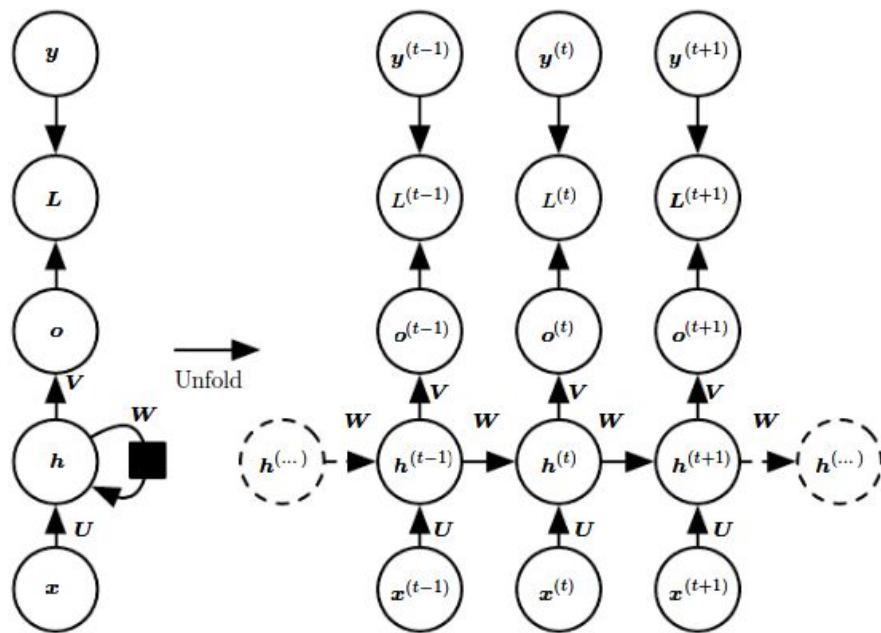 y y^(t−1) y^(t) y^(t+1)
L L^(t−1) L^(t) L^(t+1)
o o^(t−1) o^(t) o^(t+1)
Unfold
V V V V
W W W W W
h h^(...) h^(t−1) h^(t) h^(t+1) h^(...)
U U U U
x x^(t−1) x^(t) x^(t+1)